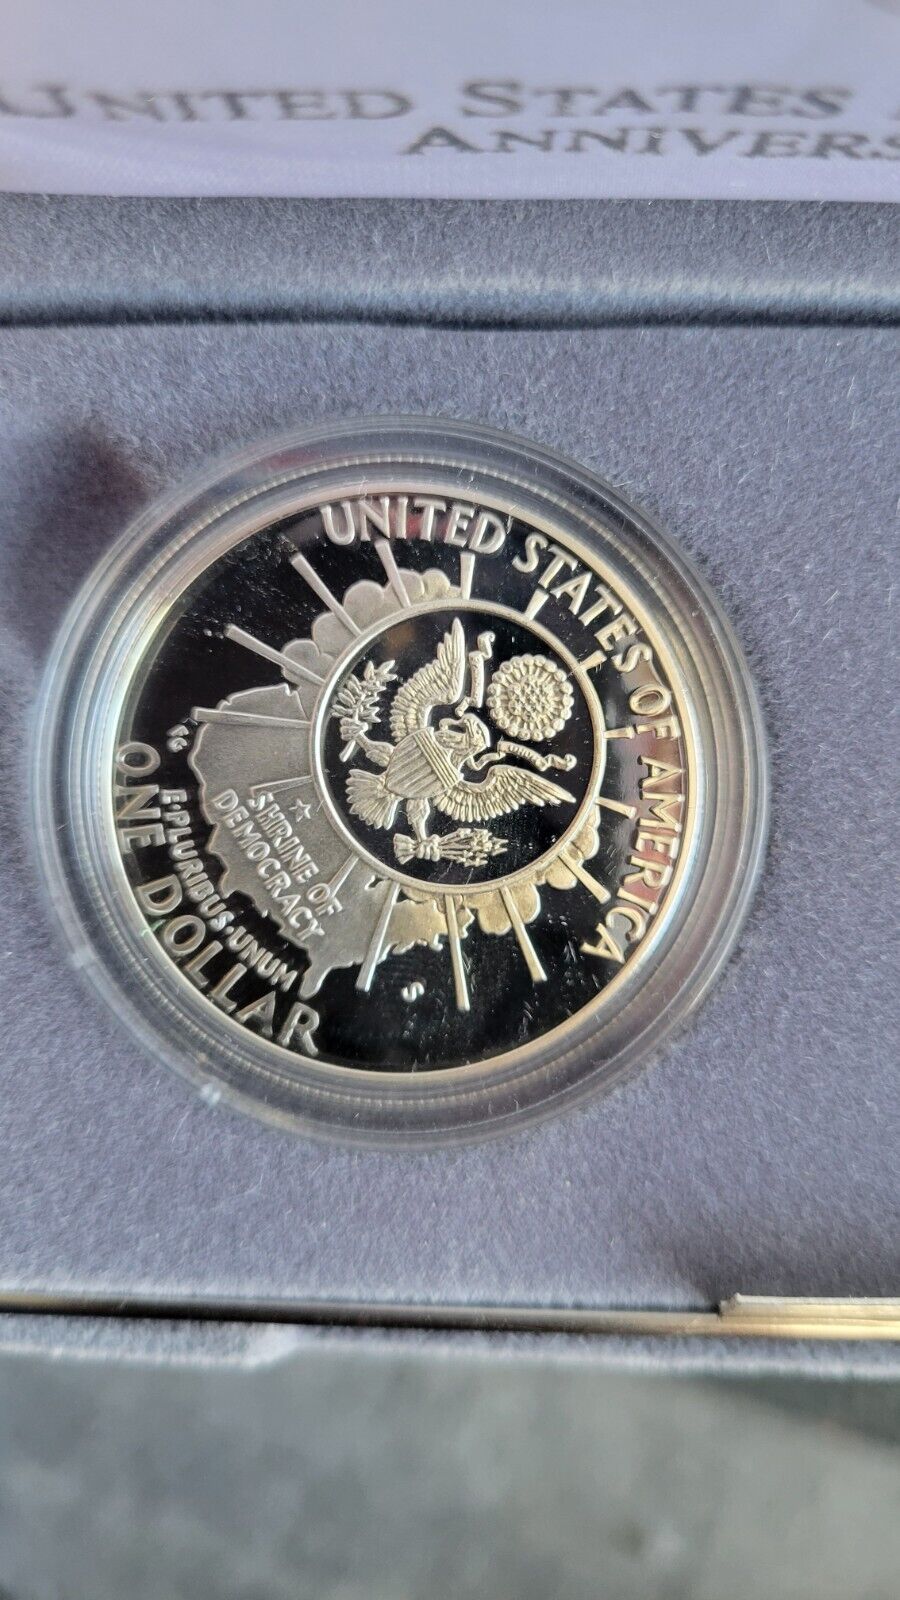 UNITED STATES
ANNIVERS
UNITED STATES OF AMERICA
SHRINE OF
DEMOCRACY
E·PLURIBUS·UNUM
ONE DOLLAR
S